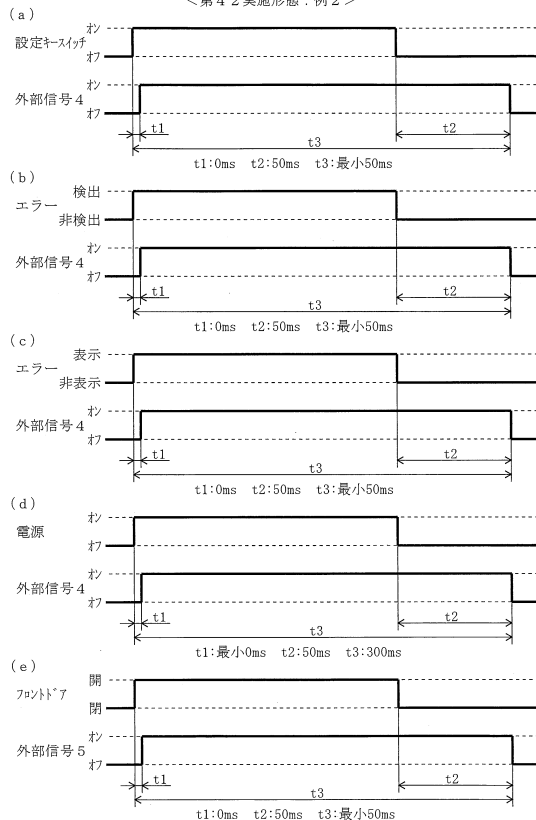 <第４２実施形態：例２>
(a)
設定ｷｰｽｲｯﾁ
ｵﾝ
ｵﾌ
外部信号４
ｵﾝ
ｵﾌ
t1
t2
t3
t1:0ms t2:50ms t3:最小50ms
(b)
エラー
検出
非検出
外部信号４
ｵﾝ
ｵﾌ
t1
t2
t3
t1:0ms t2:50ms t3:最小50ms
(c)
エラー
表示
非表示
外部信号４
ｵﾝ
ｵﾌ
t1
t2
t3
t1:0ms t2:50ms t3:最小50ms
(d)
電源
ｵﾝ
ｵﾌ
外部信号４
ｵﾝ
ｵﾌ
t1
t2
t3
t1:最小0ms t2:50ms t3:300ms
(e)
ﾌﾛﾝﾄﾄﾞｱ
開
閉
外部信号５
ｵﾝ
ｵﾌ
t1
t2
t3
t1:0ms t2:50ms t3:最小50ms